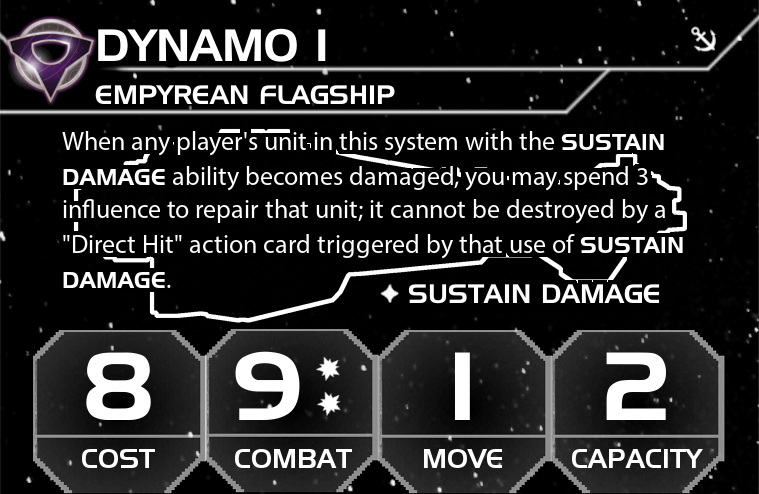 DYNAMO I
EMPYREAN FLAGSHIP
When any player's unit in this system with the SUSTAIN
DAMAGE ability becomes damaged, you may spend 3
influence to repair that unit; it cannot be destroyed by a
"Direct Hit" action card triggered by that use of SUSTAIN
DAMAGE.
SUSTAIN DAMAGE
8 9 1 2
COST COMBAT MOVE CAPACITY